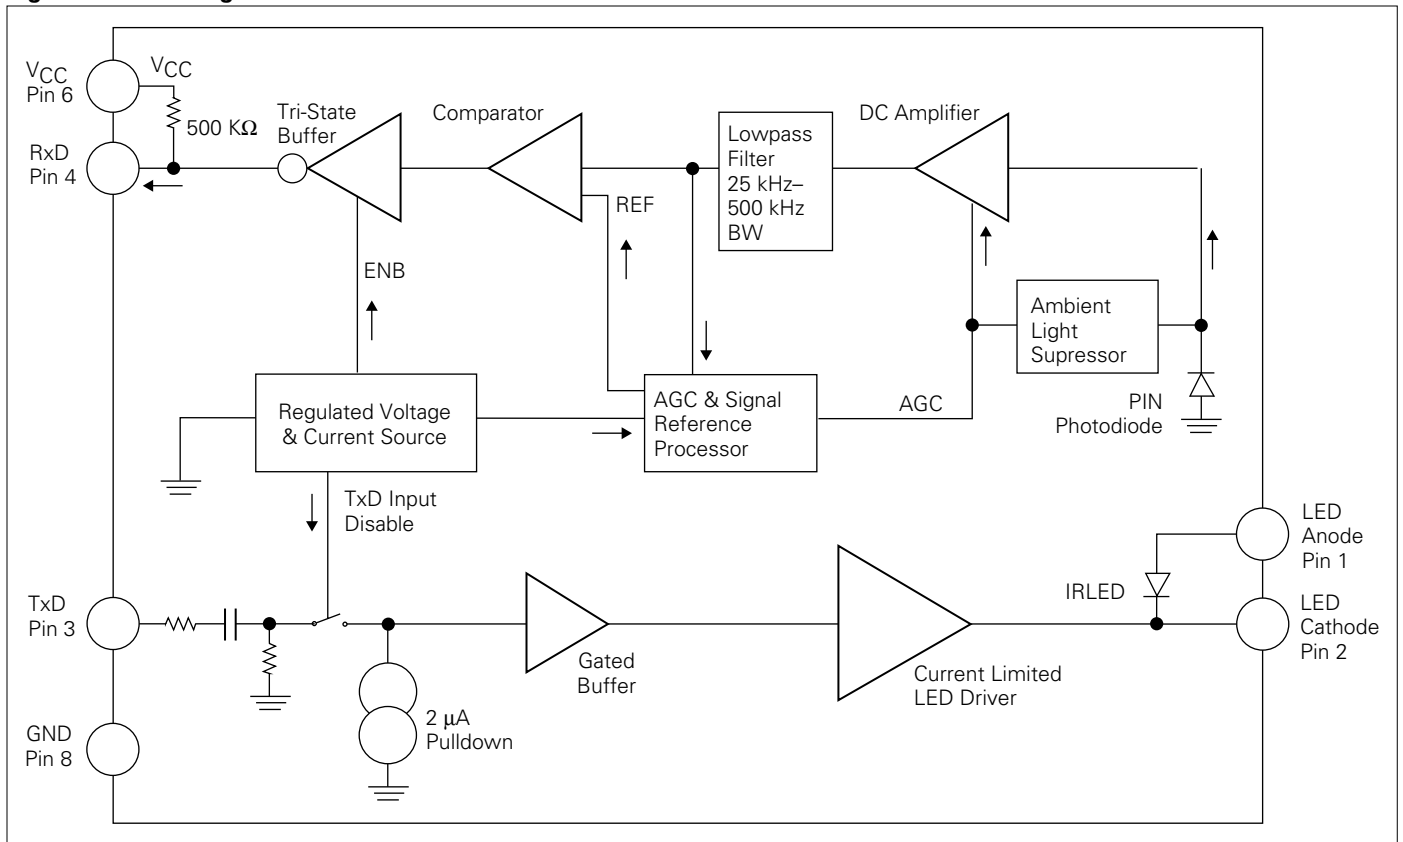 VCC
Pin 6
VCC
500 KΩ
RxD
Pin 4
Tri-State
Buffer
Comparator
REF
Lowpass
Filter
25 kHz–
500 kHz
BW
DC Amplifier
ENB
Ambient
Light
Supressor
PIN
Photodiode
Regulated Voltage
& Current Source
AGC & Signal
Reference
Processor
AGC
TxD Input
Disable
TxD
Pin 3
GND
Pin 8
2 µA
Pulldown
Gated
Buffer
Current Limited
LED Driver
IRLED
LED
Anode
Pin 1
LED
Cathode
Pin 2